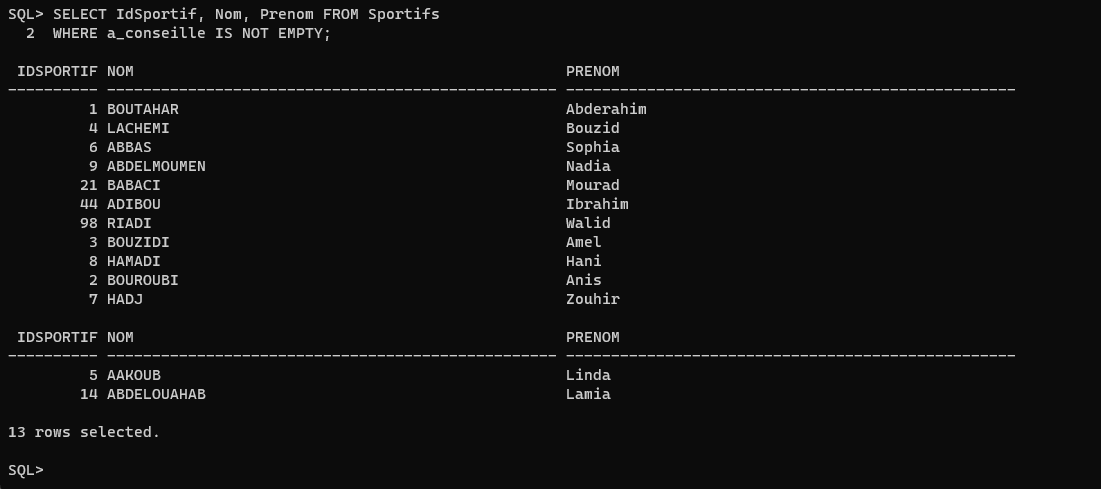 SQL> SELECT IdSportif, Nom, Prenom FROM Sportifs
  2  WHERE a_conseille IS NOT EMPTY;

 IDSPORTIF NOM                                                PRENOM
---------- -------------------------------------------------- --------------------------------------------------
         1 BOUTAHAR                                           Abderahim
         4 LACHEMI                                            Bouzid
         6 ABBAS                                              Sophia
         9 ABDELMOUMEN                                        Nadia
        21 BABACI                                             Mourad
        44 ADIBOU                                             Ibrahim
        98 RIADI                                              Walid
         3 BOUZIDI                                            Amel
         8 HAMADI                                             Hani
         2 BOUROUBI                                           Anis
         7 HADJ                                               Zouhir

 IDSPORTIF NOM                                                PRENOM
---------- -------------------------------------------------- --------------------------------------------------
         5 AAKOUB                                             Linda
        14 ABDELOUAHAB                                        Lamia

13 rows selected.

SQL>